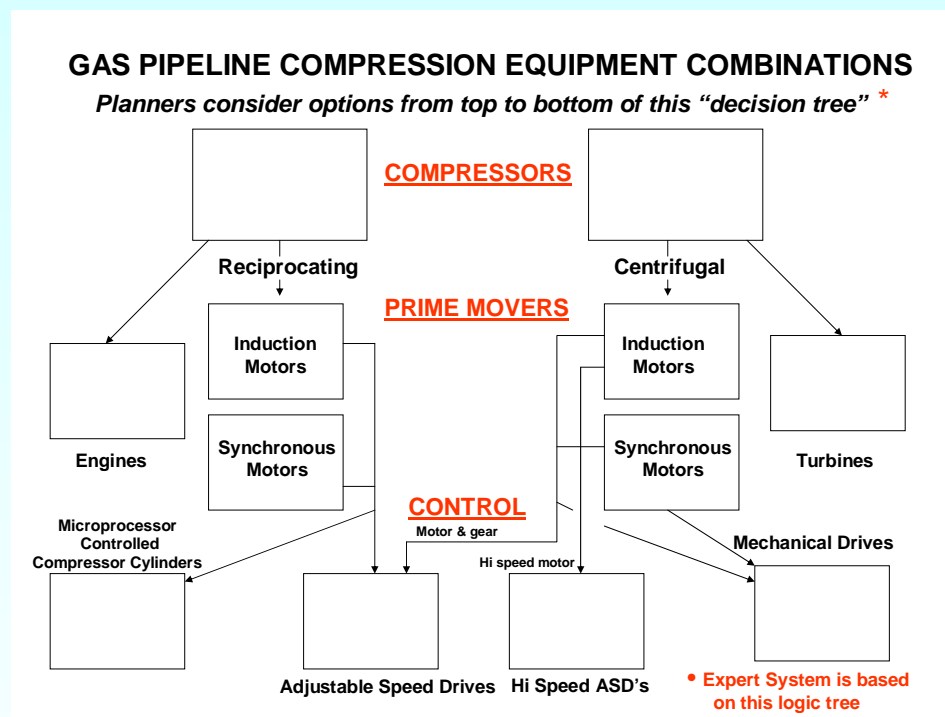 GAS PIPELINE COMPRESSION EQUIPMENT COMBINATIONS
Planners consider options from top to bottom of this “decision tree” *
COMPRESSORS
Reciprocating
Centrifugal
PRIME MOVERS
Induction
Motors
Induction
Motors
Synchronous
Motors
Synchronous
Motors
Engines
Turbines
CONTROL
Microprocessor
Controlled
Compressor Cylinders
Motor & gear
Hi speed motor
Mechanical Drives
Adjustable Speed Drives
Hi Speed ASD’s
• Expert System is based
on this logic tree